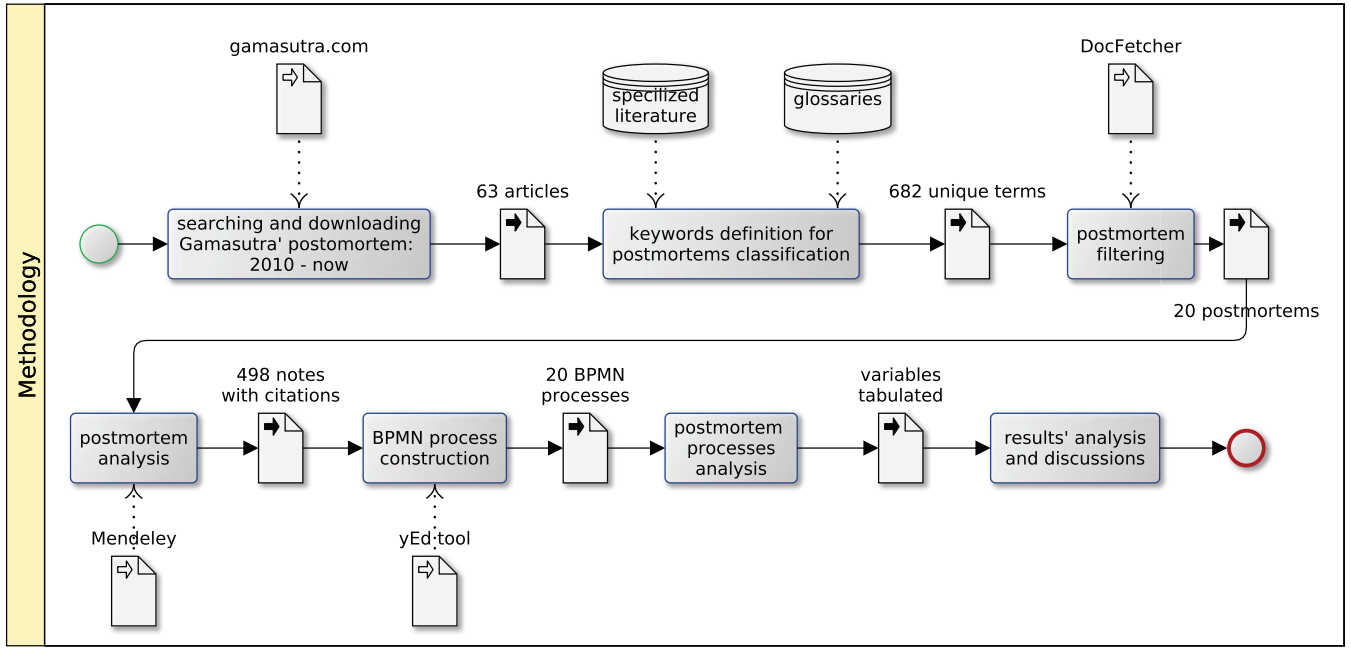 Methodology
gamasutra.com
specilized
literature
glossaries
DocFetcher
63 articles
682 unique terms
searching and downloading
Gamasutra' postomortem:
2010 - now
keywords definition for
postmortems classification
postmortem
filtering
20 postmortems
498 notes
with citations
20 BPMN
processes
variables
tabulated
postmortem
analysis
BPMN process
construction
postmortem
processes
analysis
results' analysis
and discussions
Mendeley
yEd tool